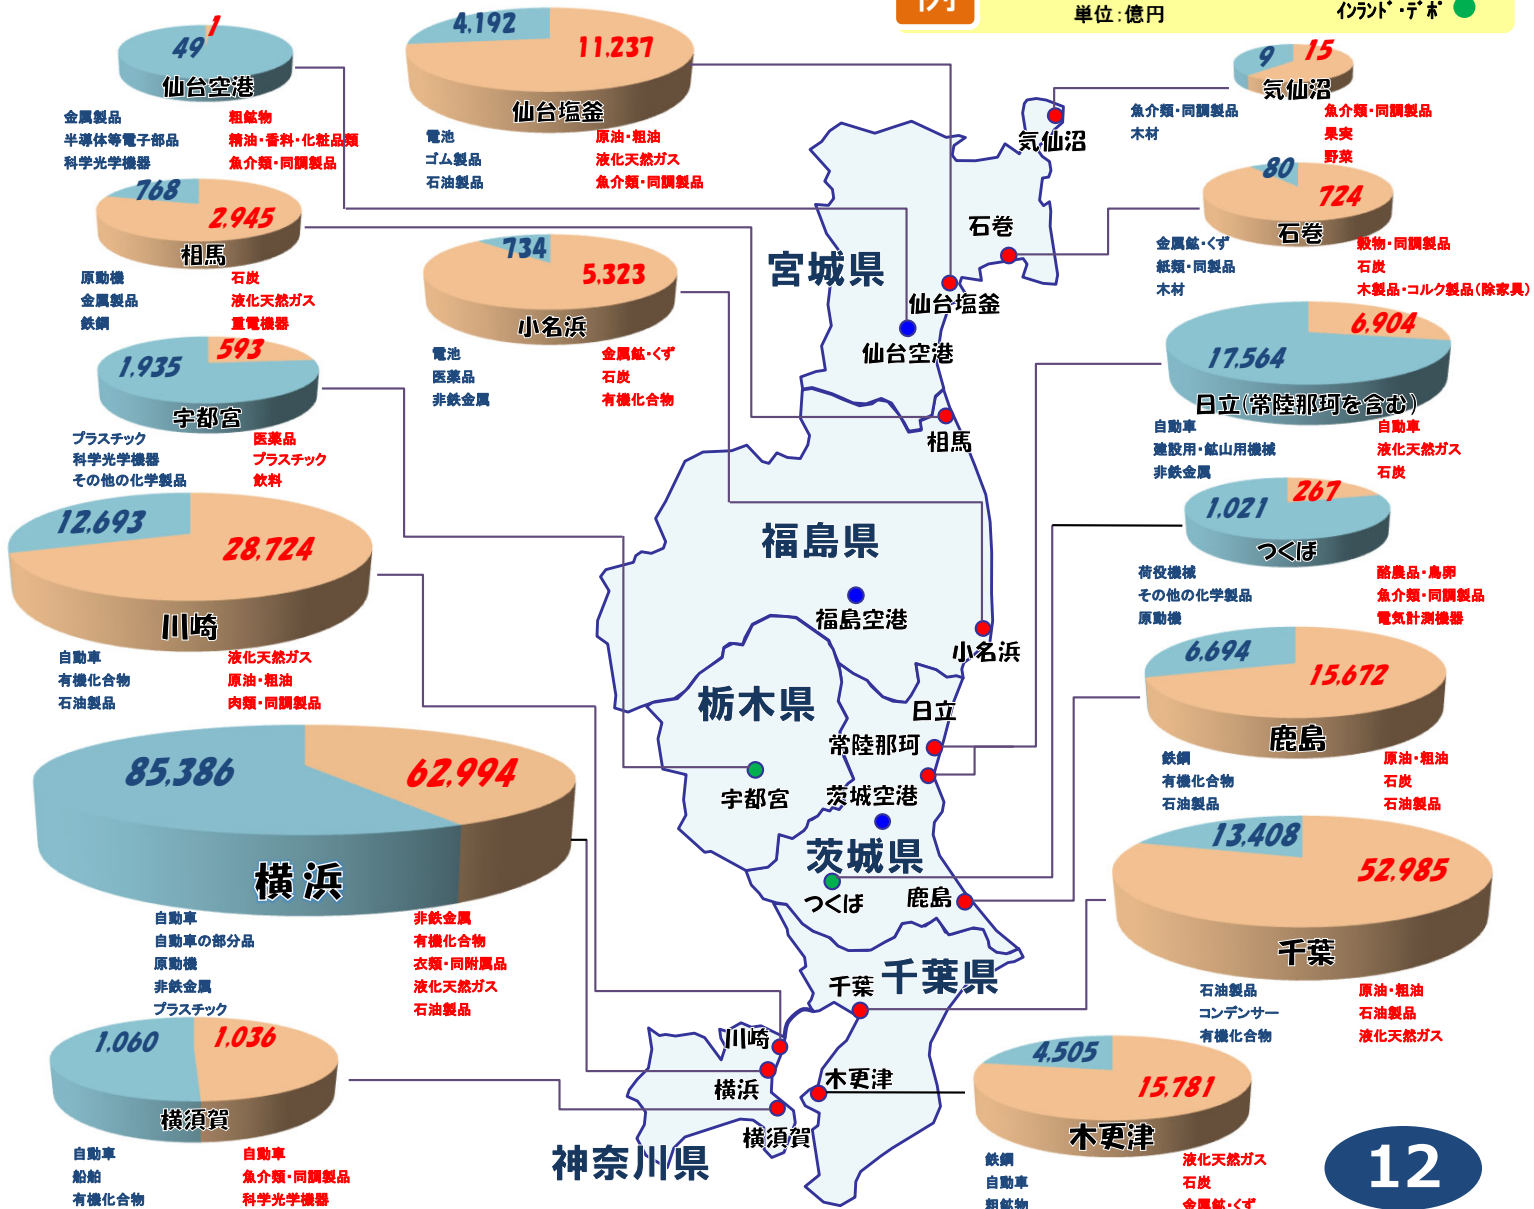 例
単位:億円
インランド・デポ
49
1
仙台空港
金属製品
半導体等電子部品
科学光学機器
粗鉱物
精油・香料・化粧品類
魚介類・同調製品
4,192
11,237
仙台塩釜
電池
ゴム製品
石油製品
原油・粗油
液化天然ガス
魚介類・同調製品
9
15
気仙沼
魚介類・同調製品
木材
魚介類・同調製品
果実
野菜
768
2,945
相馬
原動機
金属製品
鉄鋼
石炭
液化天然ガス
重電機器
734
5,323
小名浜
電池
医薬品
非鉄金属
金属鉱・くず
石炭
有機化合物
80
724
石巻
金属鉱・くず
紙類・同製品
木材
穀物・同調製品
石炭
木製品・コルク製品(除家具)
1,935
593
宇都宮
プラスチック
科学光学機器
その他の化学製品
医薬品
プラスチック
飲料
17,564
6,904
日立(常陸那珂を含む)
自動車
建設用・鉱山用機械
非鉄金属
自動車
液化天然ガス
石炭
12,693
28,724
川崎
自動車
有機化合物
石油製品
液化天然ガス
原油・粗油
肉類・同調製品
1,021
267
つくば
荷役機械
その他の化学製品
原動機
酪農品・鳥卵
魚介類・同調製品
電気計測機器
6,694
15,672
鹿島
鉄鋼
有機化合物
石油製品
原油・粗油
石炭
石油製品
85,386
62,994
横浜
自動車
自動車の部分品
原動機
非鉄金属
プラスチック
非鉄金属
有機化合物
衣類・同附属品
液化天然ガス
石油製品
13,408
52,985
千葉
石油製品
コンデンサー
有機化合物
原油・粗油
石油製品
液化天然ガス
1,060
1,036
横須賀
自動車
船舶
有機化合物
自動車
魚介類・同調製品
科学光学機器
4,505
15,781
木更津
鉄鋼
自動車
粗鉱物
液化天然ガス
石炭
金属鉱・くず
気仙沼
石巻
宮城県
仙台塩釜
仙台空港
相馬
福島県
福島空港
小名浜
栃木県
日立
常陸那珂
宇都宮
茨城空港
茨城県
つくば
鹿島
千葉県
千葉
川崎
横浜
木更津
横須賀
神奈川県
12